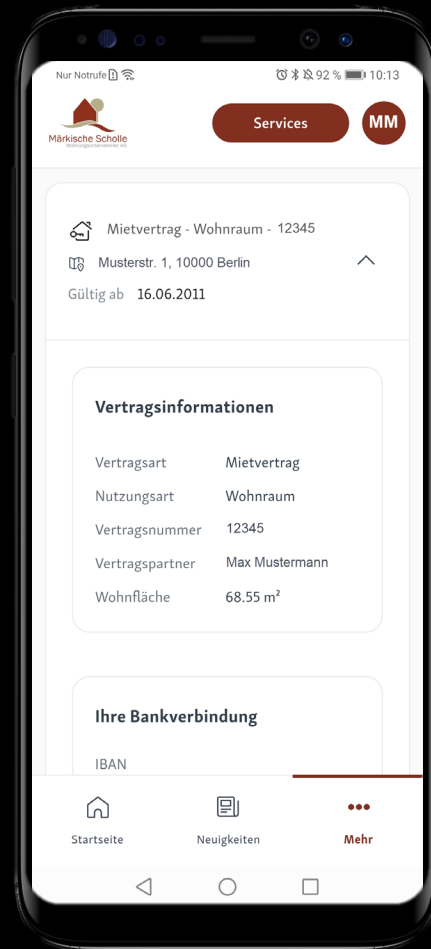 Nur Notrufe
92 % 10:13
Märkische Scholle
Wohnungsunternehmen eG
Services
MM
Mietvertrag - Wohnraum - 12345
Musterstr. 1, 10000 Berlin
Gültig ab 16.06.2011
Vertragsinformationen
Vertragsart Mietvertrag
Nutzungsart Wohnraum
Vertragsnummer 12345
Vertragspartner Max Mustermann
Wohnfläche 68.55 m²
Ihre Bankverbindung
IBAN
Startseite Neuigkeiten Mehr